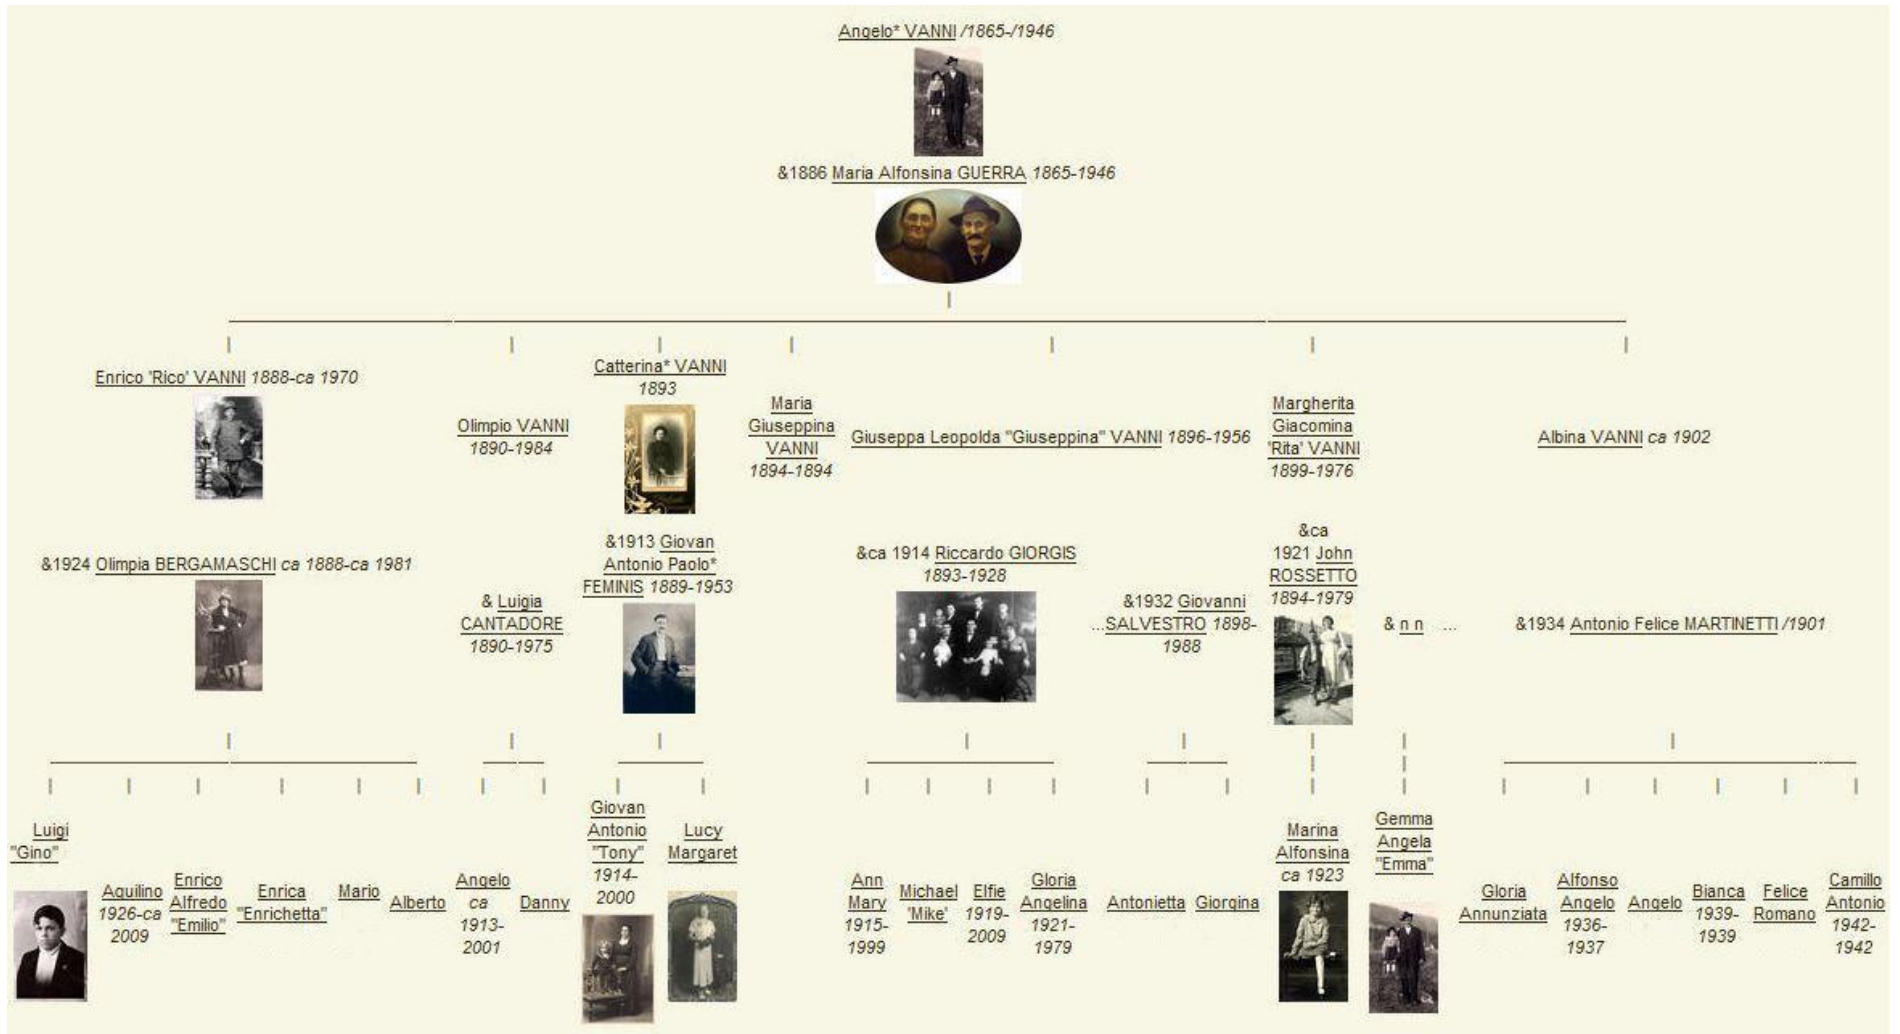 Angelo* VANNI /1865-/1946
&1886 Maria Alfonsina GUERRA 1865-1946
Enrico 'Rico' VANNI 1888-ca 1970
Olimpio VANNI
1890-1984
Catterina* VANNI
1893
Maria
Giuseppina
VANNI
1894-1894
Giuseppa Leopolda "Giuseppina" VANNI 1896-1956
Margherita
Giacomina
'Rita' VANNI
1899-1976
Albina VANNI ca 1902
&1924 Olimpia BERGAMASCHI ca 1888-ca 1981
& Luigia
CANTADORE
1890-1975
&1913 Giovan
Antonio Paolo*
FEMINIS 1889-1953
&ca 1914 Riccardo GIORGIS
1893-1928
&1932 Giovanni
...SALVESTRO 1898-
1988
&ca
1921 John
ROSSETTO
1894-1979
& n n ...
&1934 Antonio Felice MARTINETTI /1901
Luigi
"Gino"
Aquilino
1926-ca
2009
Enrico
Alfredo
"Emilio"
Enrica
"Enrichetta"
Mario
Alberto
Angelo
ca
1913-
2001
Danny
Giovan
Antonio
"Tony"
1914-
2000
Lucy
Margaret
Ann
Mary
1915-
1999
Michael
'Mike'
Elfie
1919-
2009
Gloria
Angelina
1921-
1979
Antonietta
Giorgina
Marina
Alfonsina
ca 1923
Gemma
Angela
"Emma"
Gloria
Annunziata
Alfonso
Angelo
1936-
1937
Angelo
Bianca
1939-
1939
Felice
Romano
Camillo
Antonio
1942-
1942